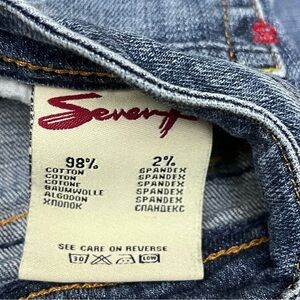 98% 2%
COTTON SPANDEX
COTON SPANDEX
COTONE SPANDEX
BAUMWOLLE SPANDEX
ALGODON SPANDEX
ХЛОПОК СПАНДЕКС
SEE CARE ON REVERSE
30 LOW